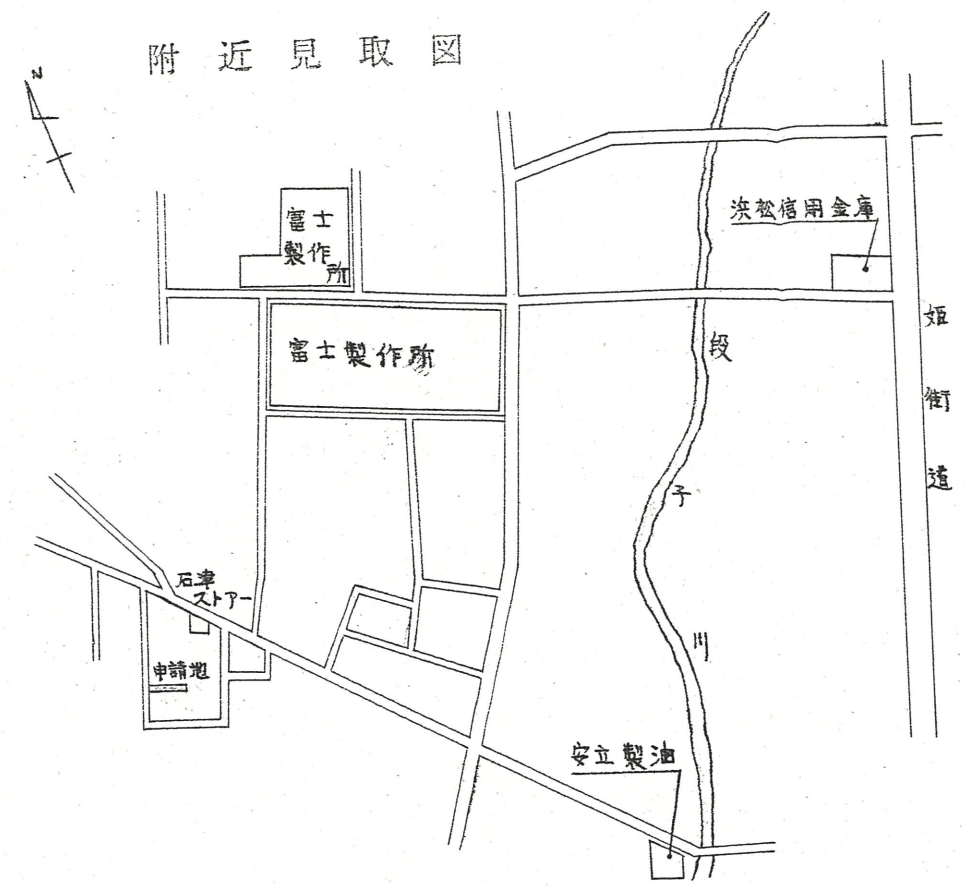 附近見取図
N
富士
製作
所
浜松信用金庫
富士製作所
段
子
川
姫
街
道
石津
ストアー
申請地
安立製油